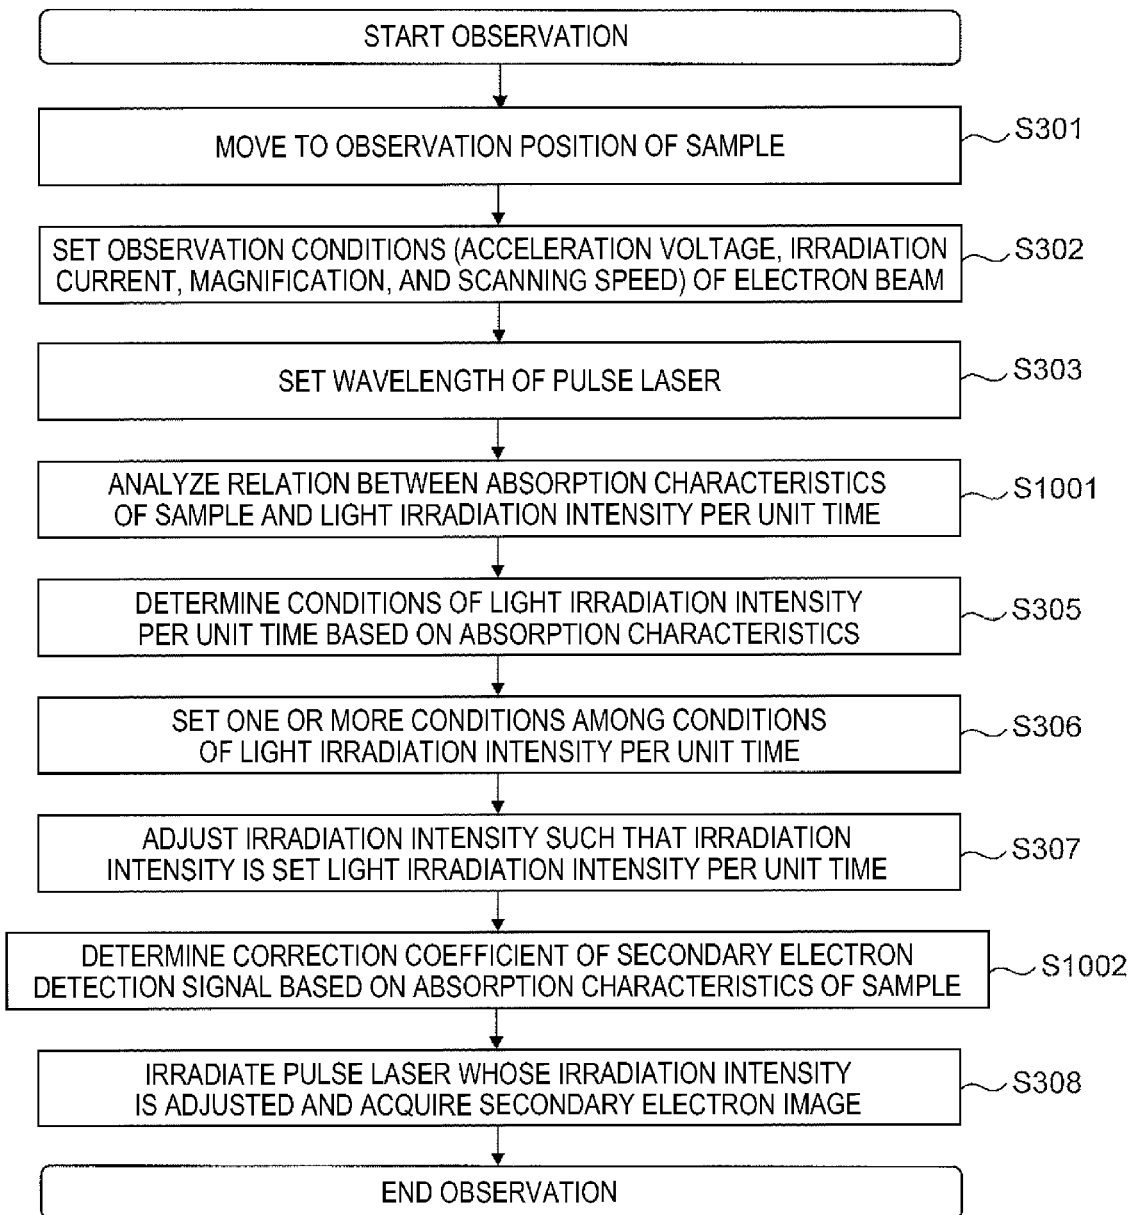 START OBSERVATION
MOVE TO OBSERVATION POSITION OF SAMPLE
S301
SET OBSERVATION CONDITIONS (ACCELERATION VOLTAGE, IRRADIATION
CURRENT, MAGNIFICATION, AND SCANNING SPEED) OF ELECTRON BEAM
S302
SET WAVELENGTH OF PULSE LASER
S303
ANALYZE RELATION BETWEEN ABSORPTION CHARACTERISTICS
OF SAMPLE AND LIGHT IRRADIATION INTENSITY PER UNIT TIME
S1001
DETERMINE CONDITIONS OF LIGHT IRRADIATION INTENSITY
PER UNIT TIME BASED ON ABSORPTION CHARACTERISTICS
S305
SET ONE OR MORE CONDITIONS AMONG CONDITIONS
OF LIGHT IRRADIATION INTENSITY PER UNIT TIME
S306
ADJUST IRRADIATION INTENSITY SUCH THAT IRRADIATION
INTENSITY IS SET LIGHT IRRADIATION INTENSITY PER UNIT TIME
S307
DETERMINE CORRECTION COEFFICIENT OF SECONDARY ELECTRON
DETECTION SIGNAL BASED ON ABSORPTION CHARACTERISTICS OF SAMPLE
S1002
IRRADIATE PULSE LASER WHOSE IRRADIATION INTENSITY
IS ADJUSTED AND ACQUIRE SECONDARY ELECTRON IMAGE
S308
END OBSERVATION